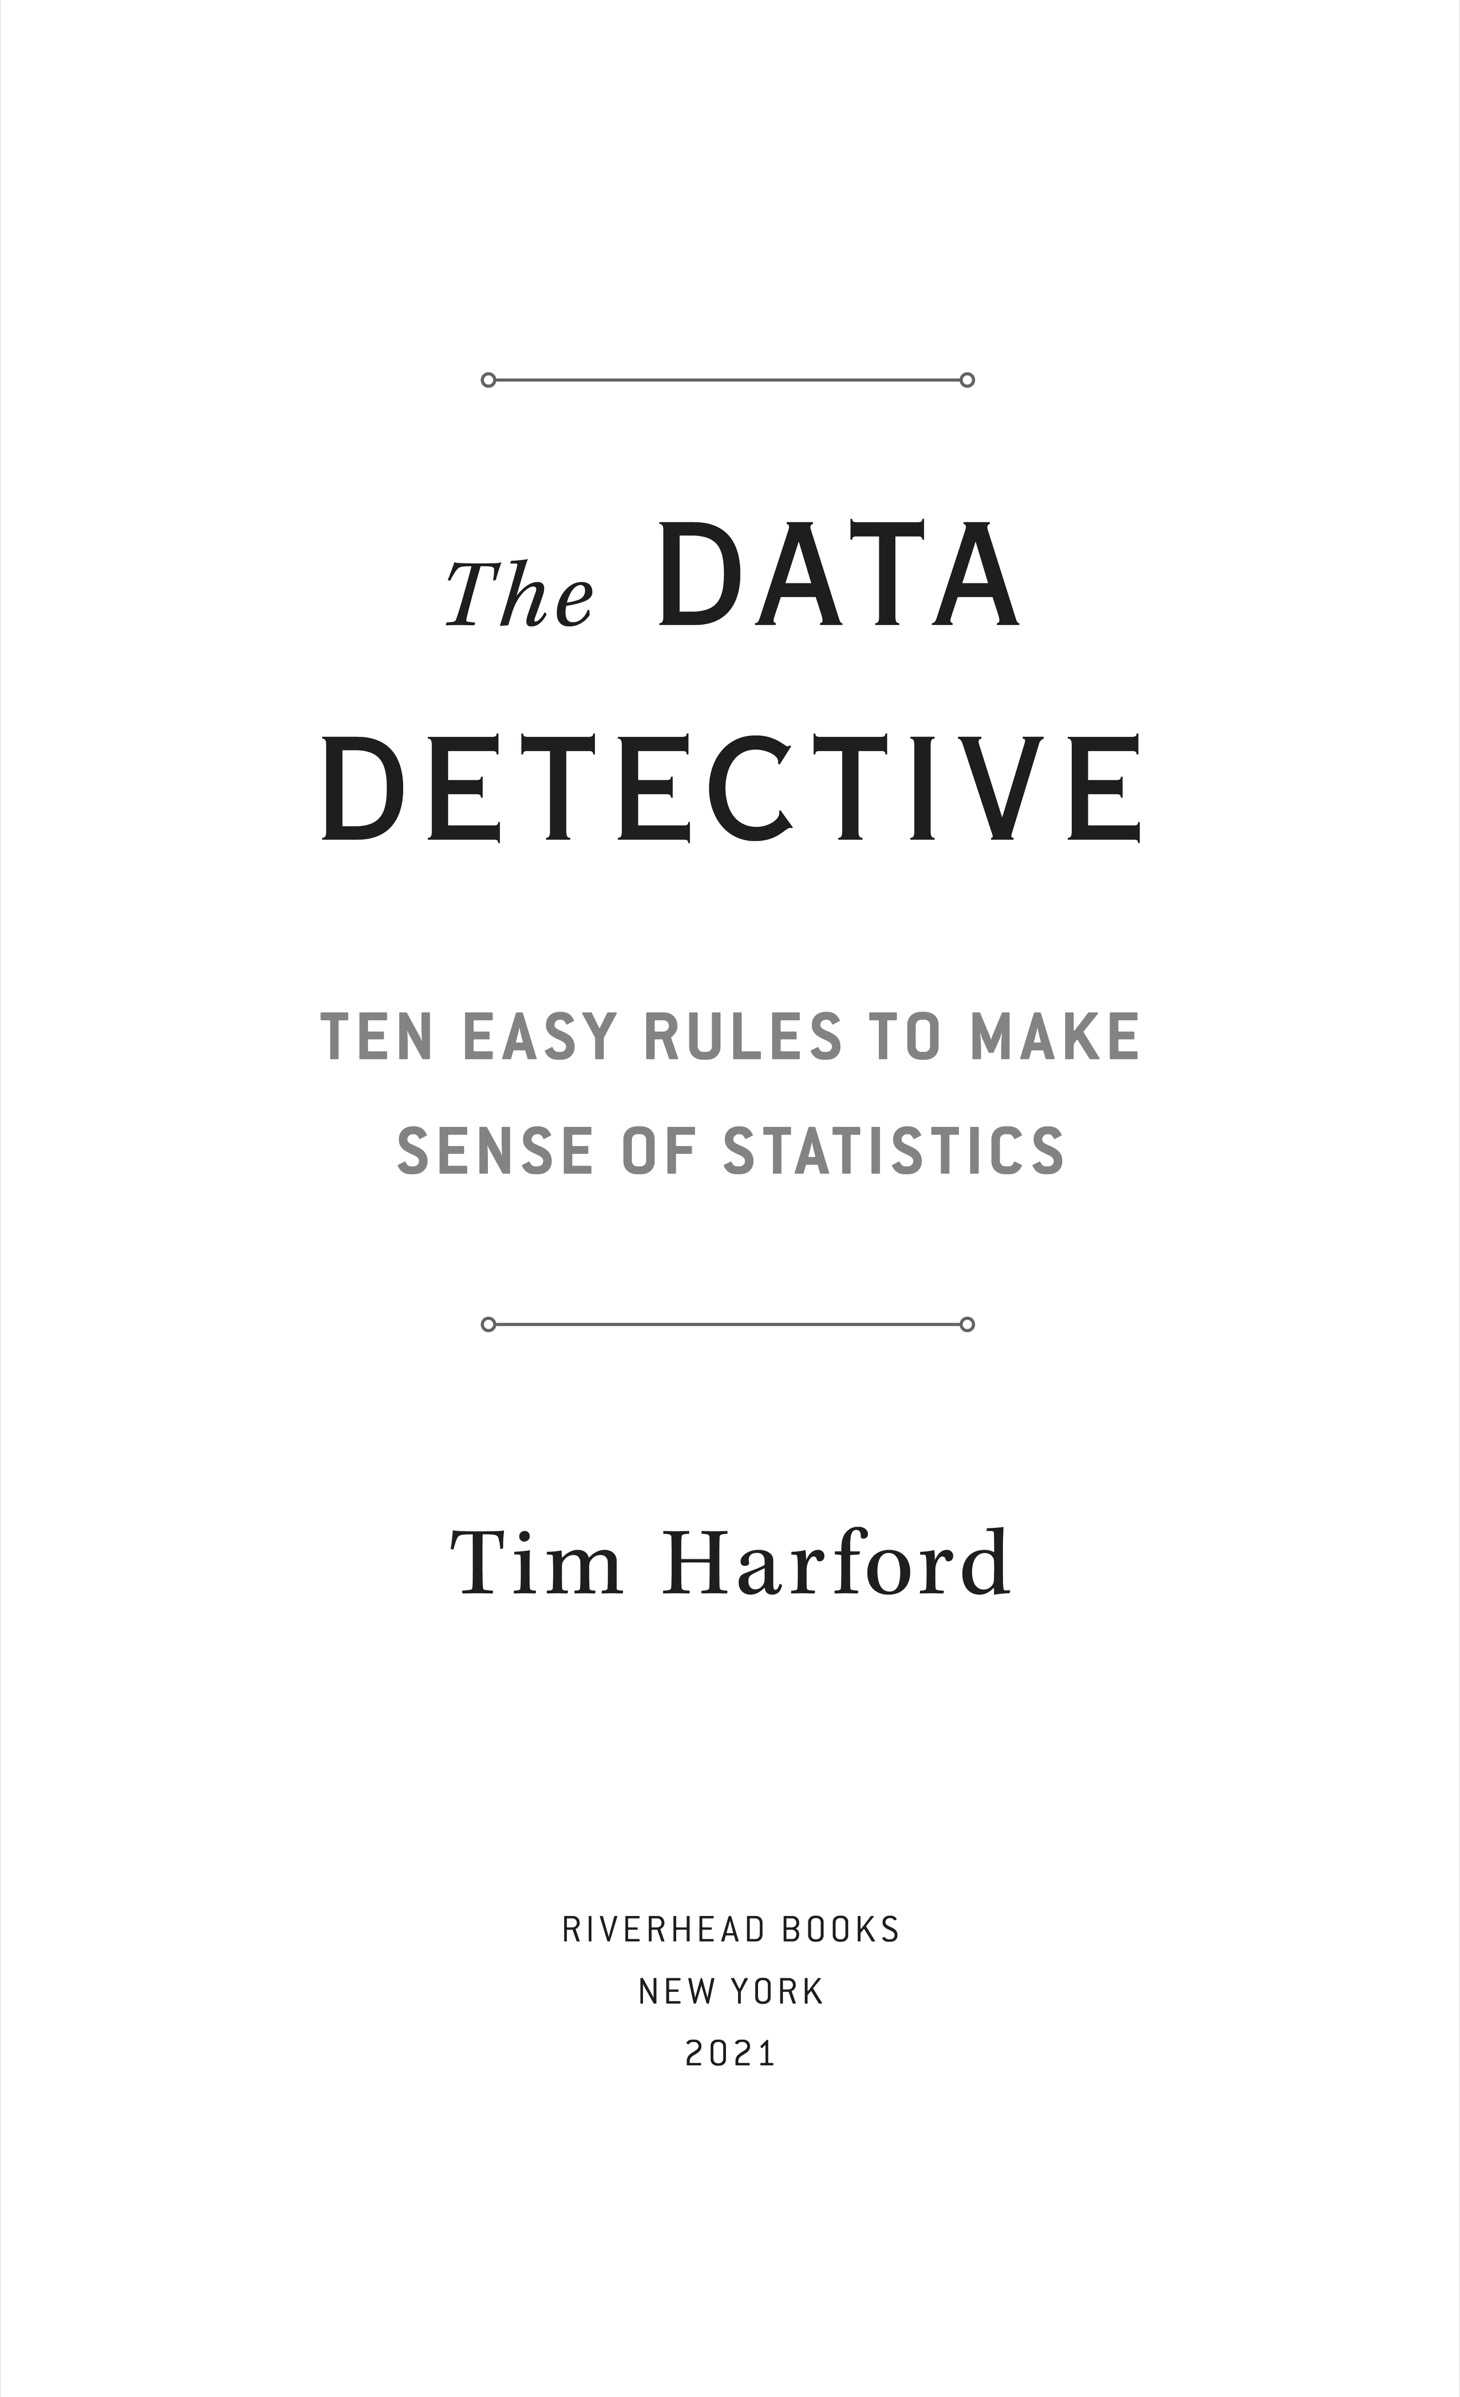 The DATA
DETECTIVE
TEN EASY RULES TO MAKE
SENSE OF STATISTICS
Tim Harford
RIVERHEAD BOOKS
NEW YORK
2021